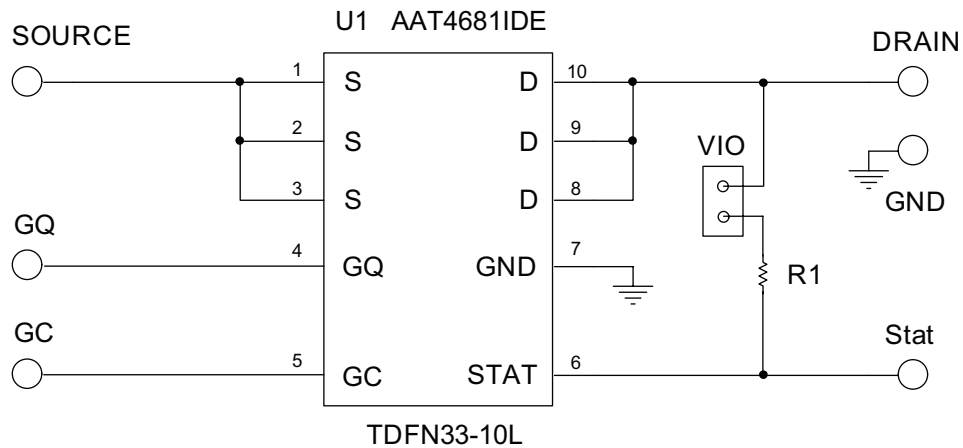 U1 AAT4681IDE
SOURCE
DRAIN
1 S D 10
2 S D 9
VIO
3 S D 8
GND
GQ
4 GQ GND 7
R1
GC
Stat
5 GC STAT 6
TDFN33-10L